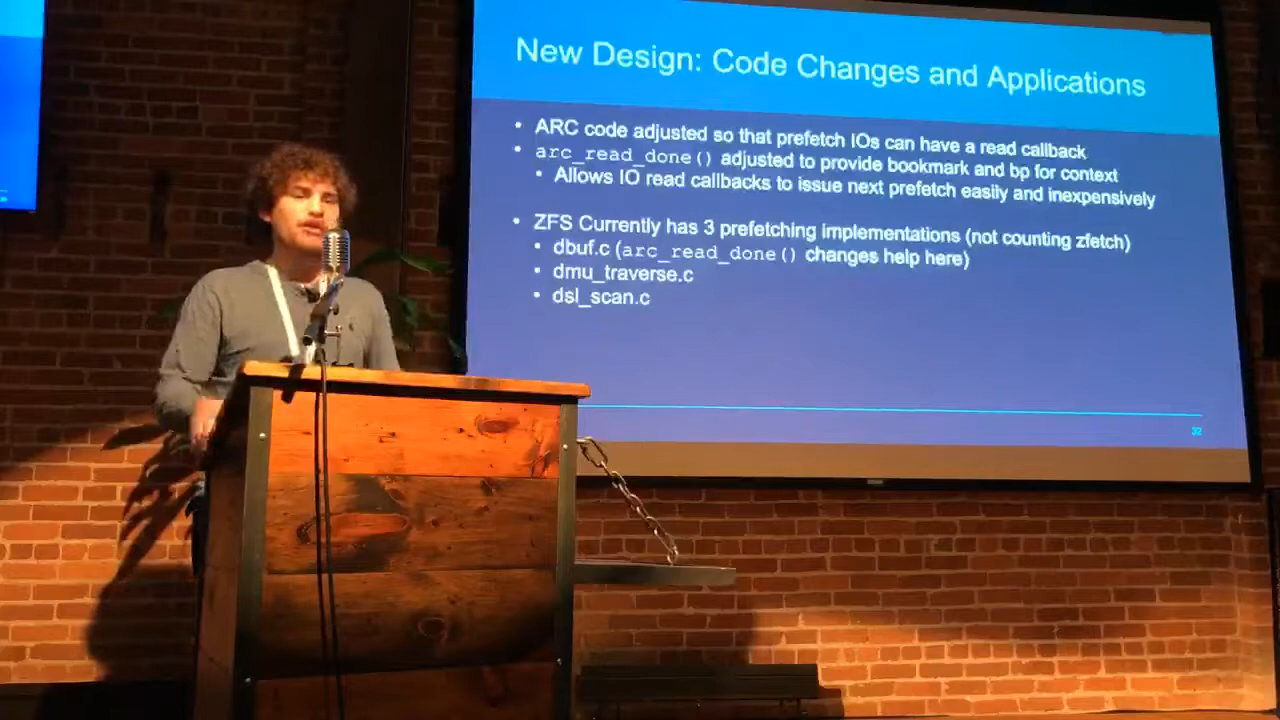 New Design: Code Changes and Applications
• ARC code adjusted so that prefetch IOs can have a read callback
• arc_read_done() adjusted to provide bookmark and bp for context
• Allows IO read callbacks to issue next prefetch easily and inexpensively
• ZFS Currently has 3 prefetching implementations (not counting zfetch)
• dbuf.c (arc_read_done() changes help here)
• dmu_traverse.c
• dsl_scan.c
32